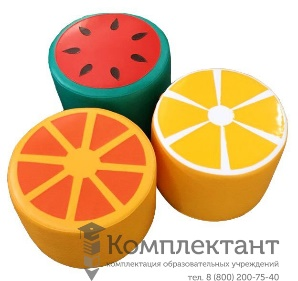 Комплектант
комплектация образовательных учреждений
тел. 8 (800) 200-75-40